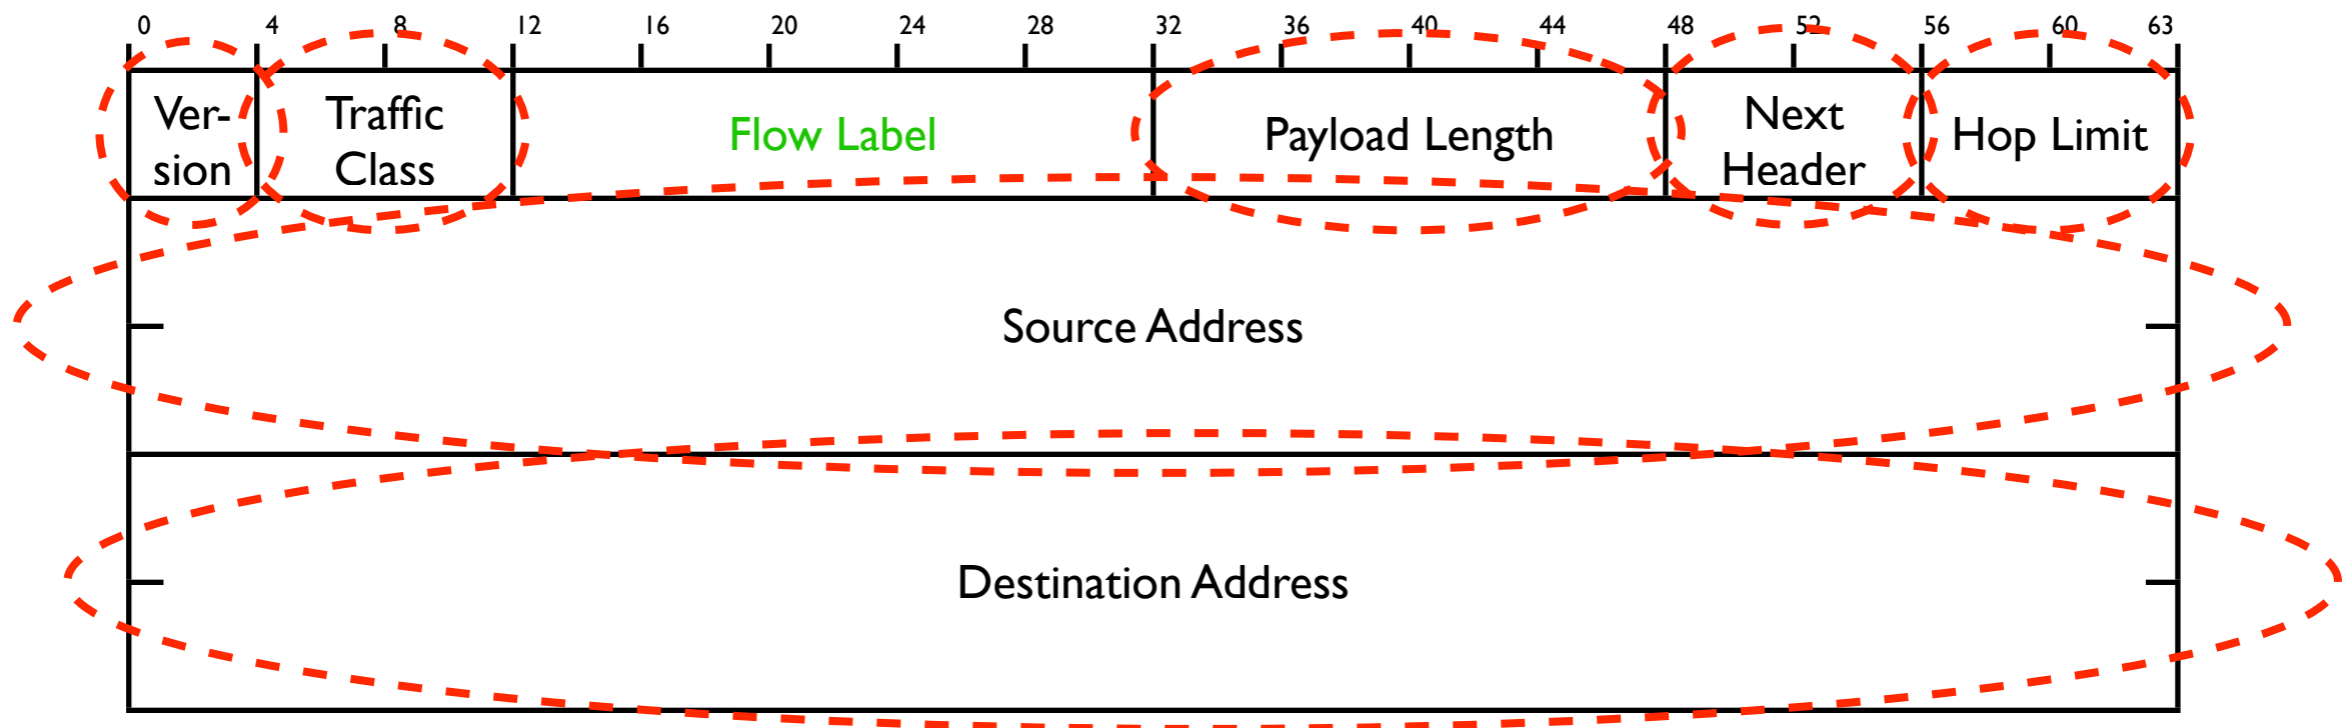 0 4 8 12 16 20 24 28 32 36 40 44 48 52 56 60 63
Ver-
sion
Traffic
Class
Flow Label
Payload Length
Next
Header
Hop Limit
Source Address
Destination Address